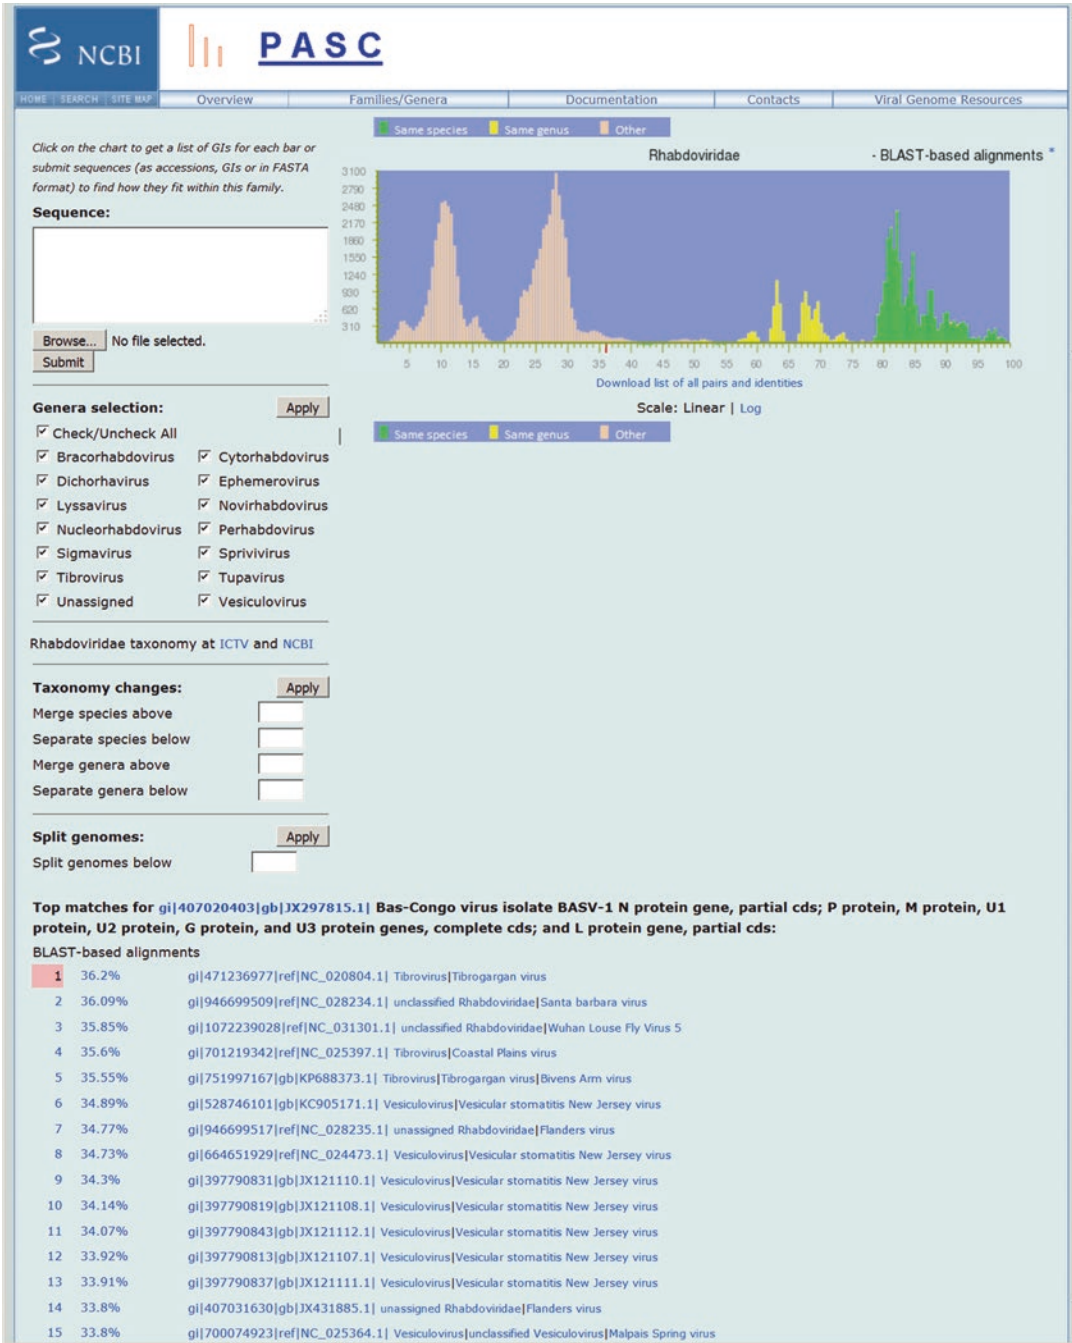 NCBI
PASC
HOME | SEARCH | SITE MAP
Overview
Families/Genera
Documentation
Contacts
Viral Genome Resources
Click on the chart to get a list of GIs for each bar or
submit sequences (as accessions, GIs or in FASTA
format) to find how they fit within this family.
Sequence:
Browse... No file selected.
Submit
Same species Same genus Other
Rhabdoviridae - BLAST-based alignments *
3100
2790
2480
2170
1860
1550
1240
930
620
310
5 10 15 20 25 30 35 40 45 50 55 60 65 70 75 80 85 90 95 100
Download list of all pairs and identities
Scale: Linear | Log
Same species Same genus Other
Genera selection: Apply
Check/Uncheck All
Bracorhabdovirus Cytorhabdovirus
Dichorhavirus Ephemerovirus
Lyssavirus Novirhabdovirus
Nucleorhabdovirus Perhabdovirus
Sigmavirus Sprivivirus
Tibrovirus Tupavirus
Unassigned Vesiculovirus
Rhabdoviridae taxonomy at ICTV and NCBI
Taxonomy changes: Apply
Merge species above
Separate species below
Merge genera above
Separate genera below
Split genomes: Apply
Split genomes below
Top matches for gi|407020403|gb|JX297815.1| Bas-Congo virus isolate BASV-1 N protein gene, partial cds; P protein, M protein, U1
protein, U2 protein, G protein, and U3 protein genes, complete cds; and L protein gene, partial cds:
BLAST-based alignments
1 36.2% gi|471236977|ref|NC_020804.1| Tibrovirus|Tibrogargan virus
2 36.09% gi|946699509|ref|NC_028234.1| unclassified Rhabdoviridae|Santa barbara virus
3 35.85% gi|1072239028|ref|NC_031301.1| unclassified Rhabdoviridae|Wuhan Louse Fly Virus 5
4 35.6% gi|701219342|ref|NC_025397.1| Tibrovirus|Coastal Plains virus
5 35.55% gi|751997167|gb|KP688373.1| Tibrovirus|Tibrogargan virus|Bivens Arm virus
6 34.89% gi|528746101|gb|KC905171.1| Vesiculovirus|Vesicular stomatitis New Jersey virus
7 34.77% gi|946699517|ref|NC_028235.1| unassigned Rhabdoviridae|Flanders virus
8 34.73% gi|664651929|ref|NC_024473.1| Vesiculovirus|Vesicular stomatitis New Jersey virus
9 34.3% gi|397790831|gb|JX121110.1| Vesiculovirus|Vesicular stomatitis New Jersey virus
10 34.14% gi|397790819|gb|JX121108.1| Vesiculovirus|Vesicular stomatitis New Jersey virus
11 34.07% gi|397790843|gb|JX121112.1| Vesiculovirus|Vesicular stomatitis New Jersey virus
12 33.92% gi|397790813|gb|JX121107.1| Vesiculovirus|Vesicular stomatitis New Jersey virus
13 33.91% gi|397790837|gb|JX121111.1| Vesiculovirus|Vesicular stomatitis New Jersey virus
14 33.8% gi|407031630|gb|JX431885.1| unassigned Rhabdoviridae|Flanders virus
15 33.8% gi|700074923|ref|NC_025364.1| Vesiculovirus|unclassified Vesiculovirus|Malpais Spring virus